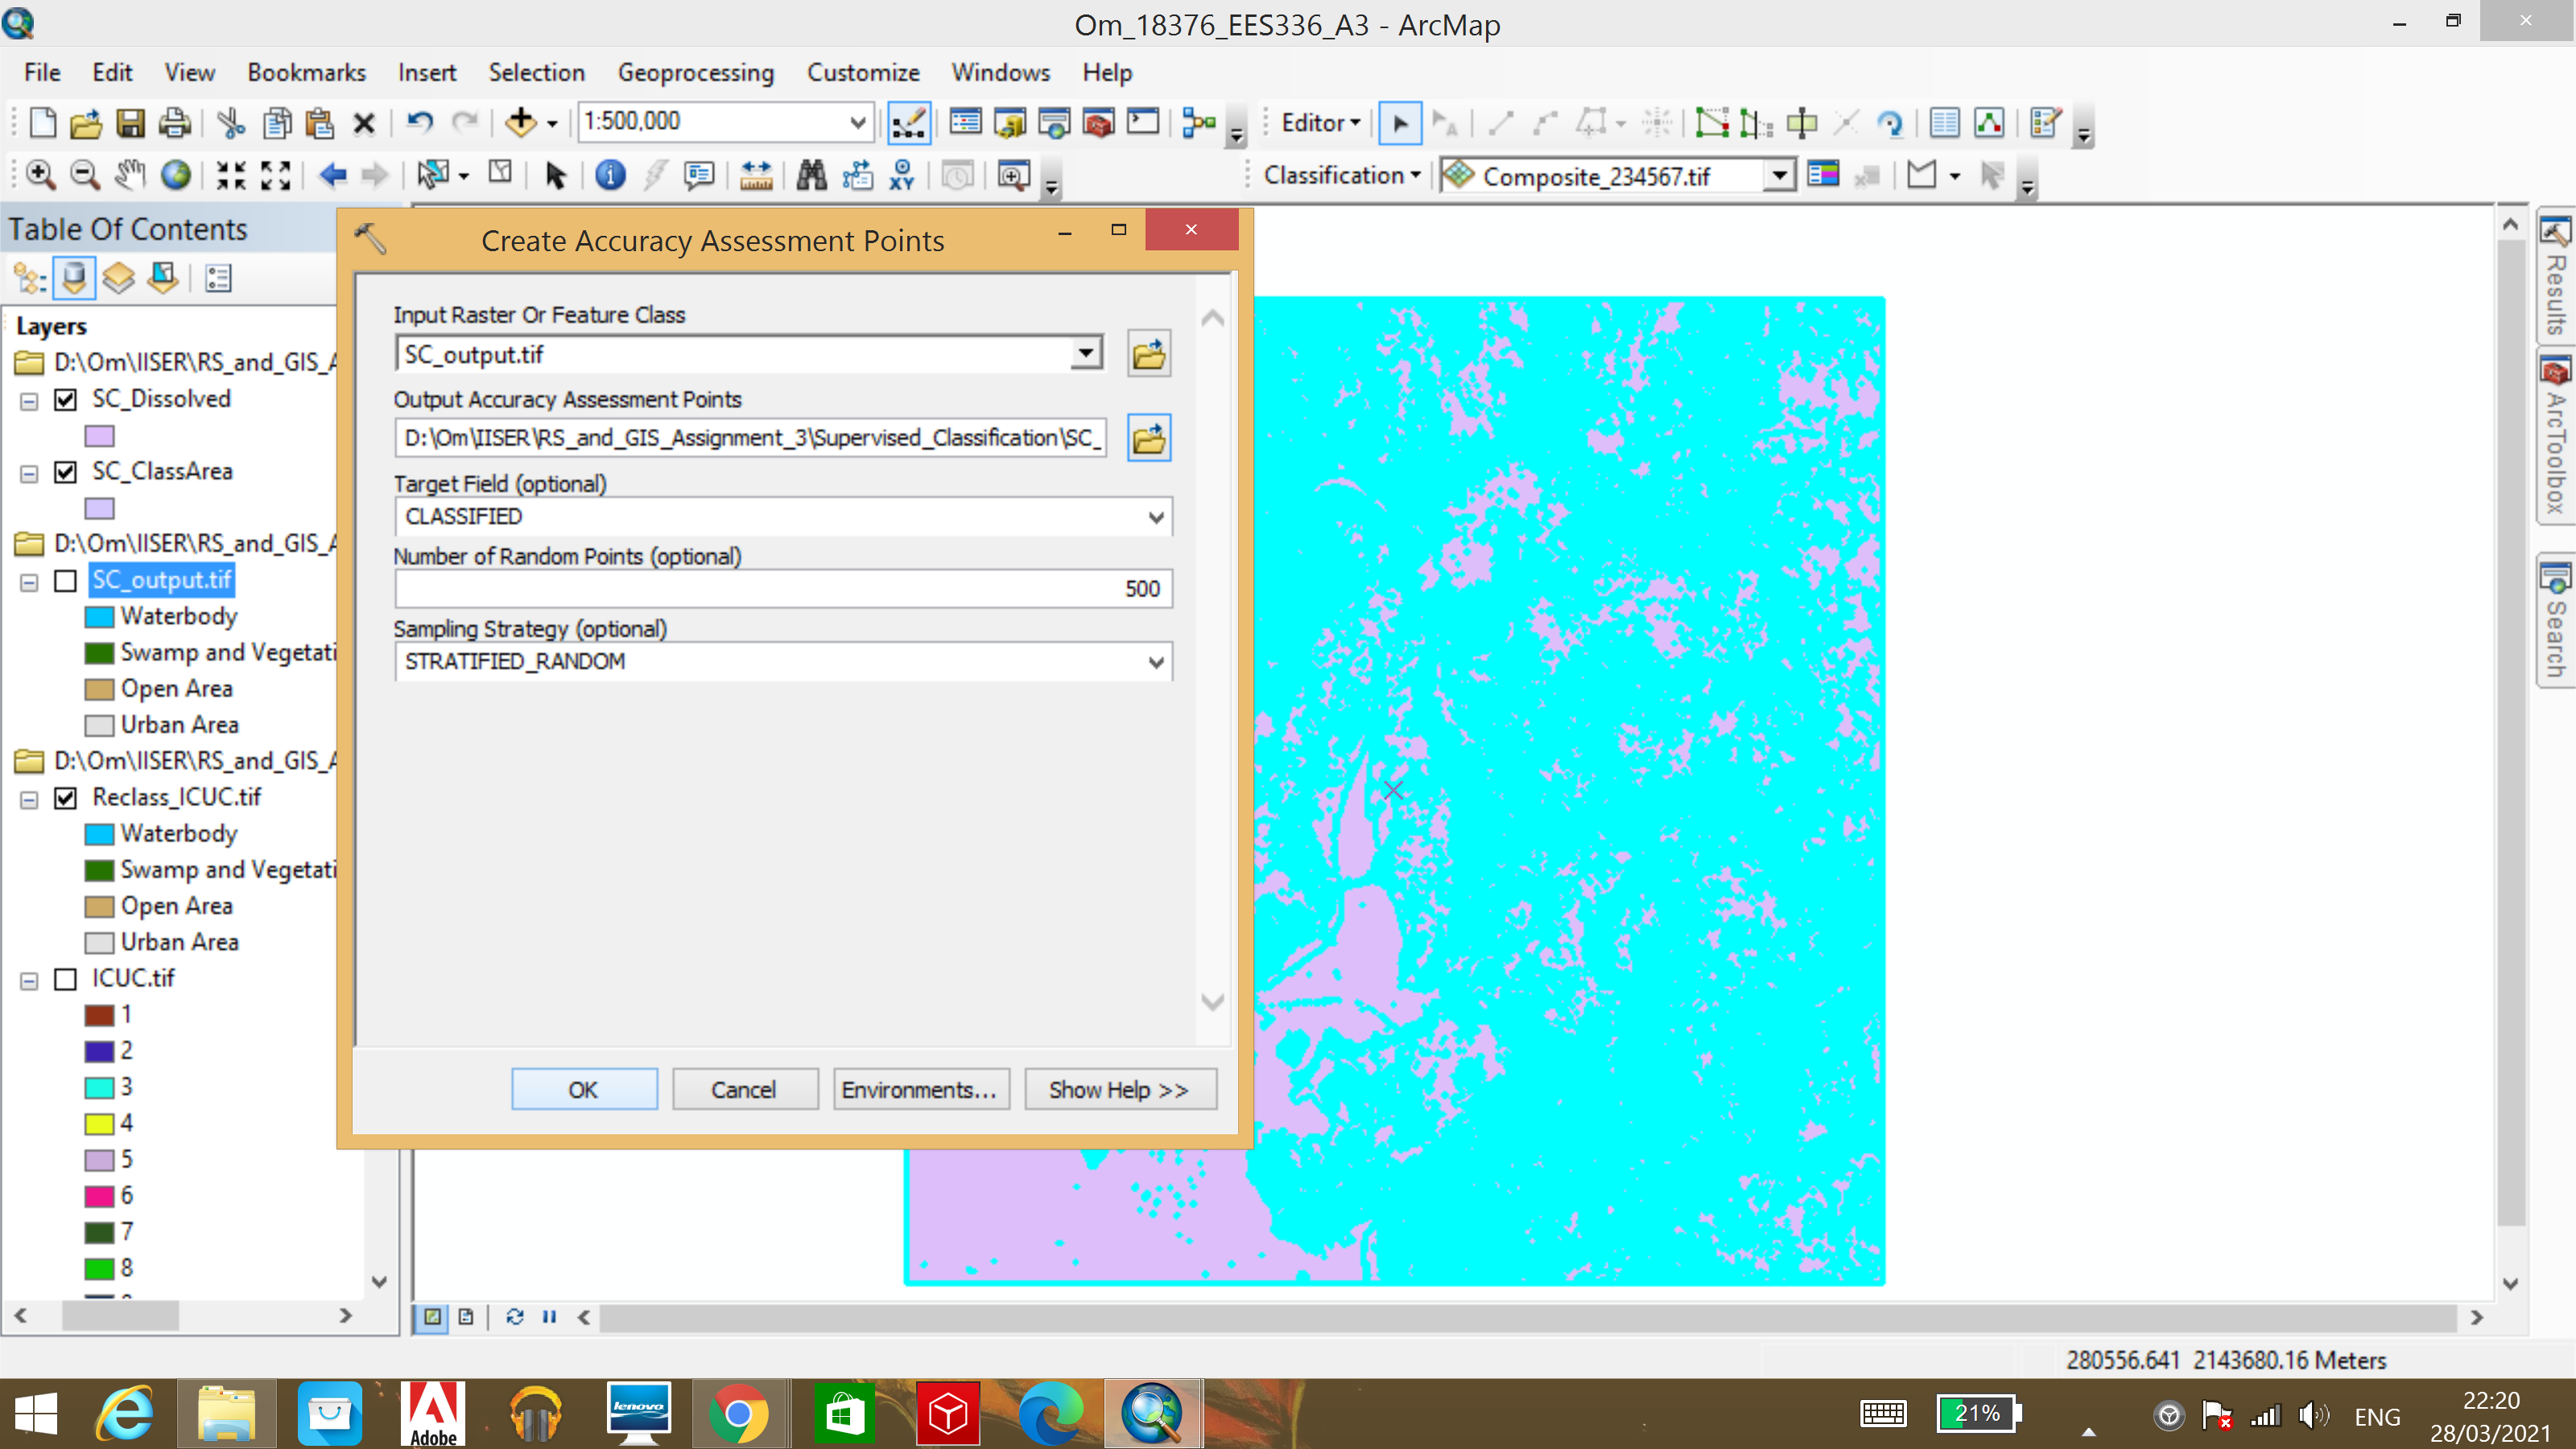 Om_18376_EES336_A3 - ArcMap
File Edit View Bookmarks Insert Selection Geoprocessing Customize Windows Help
1:500,000
Editor
Classification
Composite_234567.tif
Table Of Contents
Layers
D:\Om\IISER\RS_and_GIS_A
SC_Dissolved
SC_ClassArea
D:\Om\IISER\RS_and_GIS_A
SC_output.tif
Waterbody
Swamp and Vegetati
Open Area
Urban Area
D:\Om\IISER\RS_and_GIS_A
Reclass_ICUC.tif
Waterbody
Swamp and Vegetati
Open Area
Urban Area
ICUC.tif
1
2
3
4
5
6
7
8
Create Accuracy Assessment Points
Input Raster Or Feature Class
SC_output.tif
Output Accuracy Assessment Points
D:\Om\IISER\RS_and_GIS_Assignment_3\Supervised_Classification\SC_
Target Field (optional)
CLASSIFIED
Number of Random Points (optional)
500
Sampling Strategy (optional)
STRATIFIED_RANDOM
OK
Cancel
Environments...
Show Help >>
Results
ArcToolbox
Search
280556.641 2143680.16 Meters
Adobe
lenovo
21%
ENG
22:20
28/03/2021